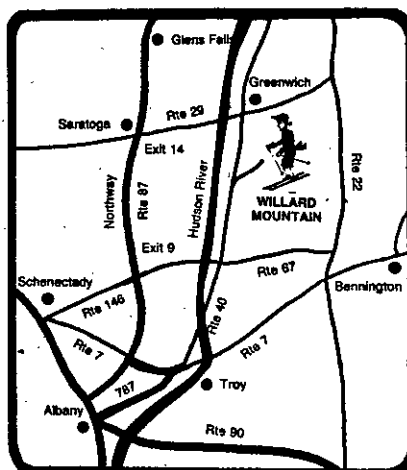 Glens Falls
Greenwich
Rte 29
Saratoga
Exit 14
Northway
Rte 87
Hudson River
WILLARD
MOUNTAIN
Rte 22
Exit 9
Rte 67
Schenectady
Bennington
Rte 146
Rte 40
Rte 7
Rte 7
787
Troy
Albany
Rte 90